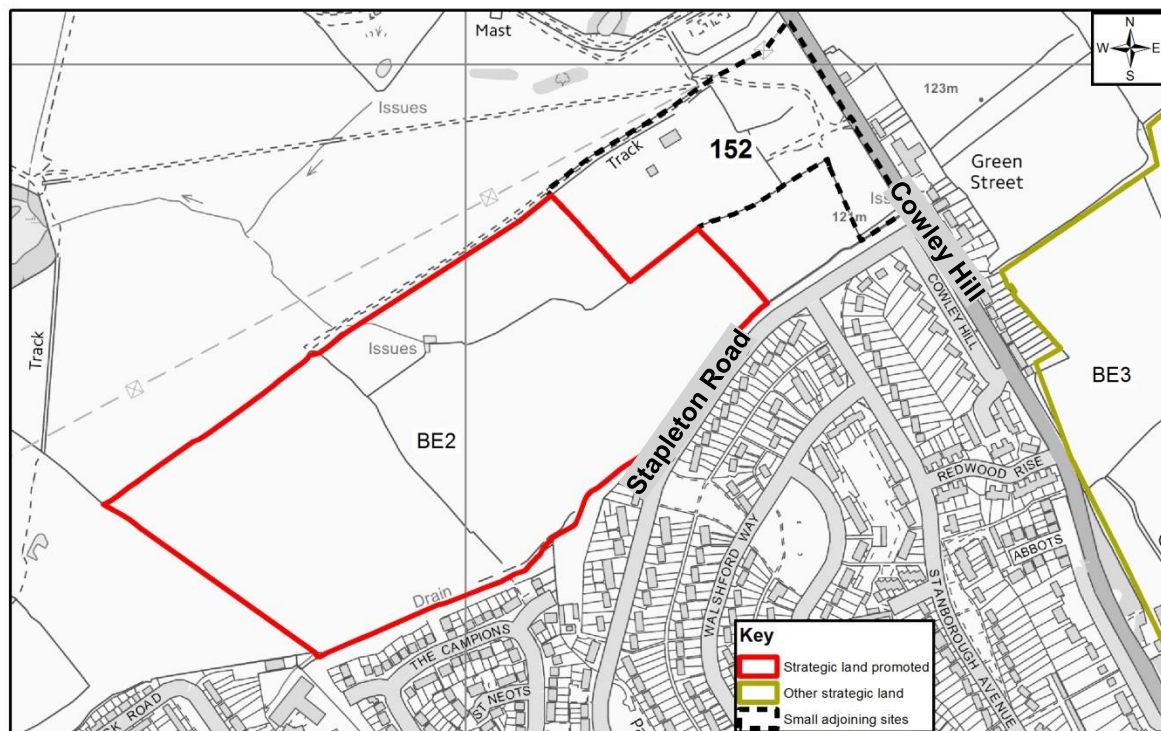 Mast
N
W E
S
Issues
123m
152
Track
Green
Street
Cowley Hill
121m
COWLEY HILL
Track
Issues
Stapleton Road
BE2
BE3
REDWOOD RISE
WALSHFORD WAY
ABBOTS
STANBOROUGH AVENUE
Drain
THE CAMPIONS
ST NEOTS
ROAD
Key
Strategic land promoted
Other strategic land
Small adjoining sites